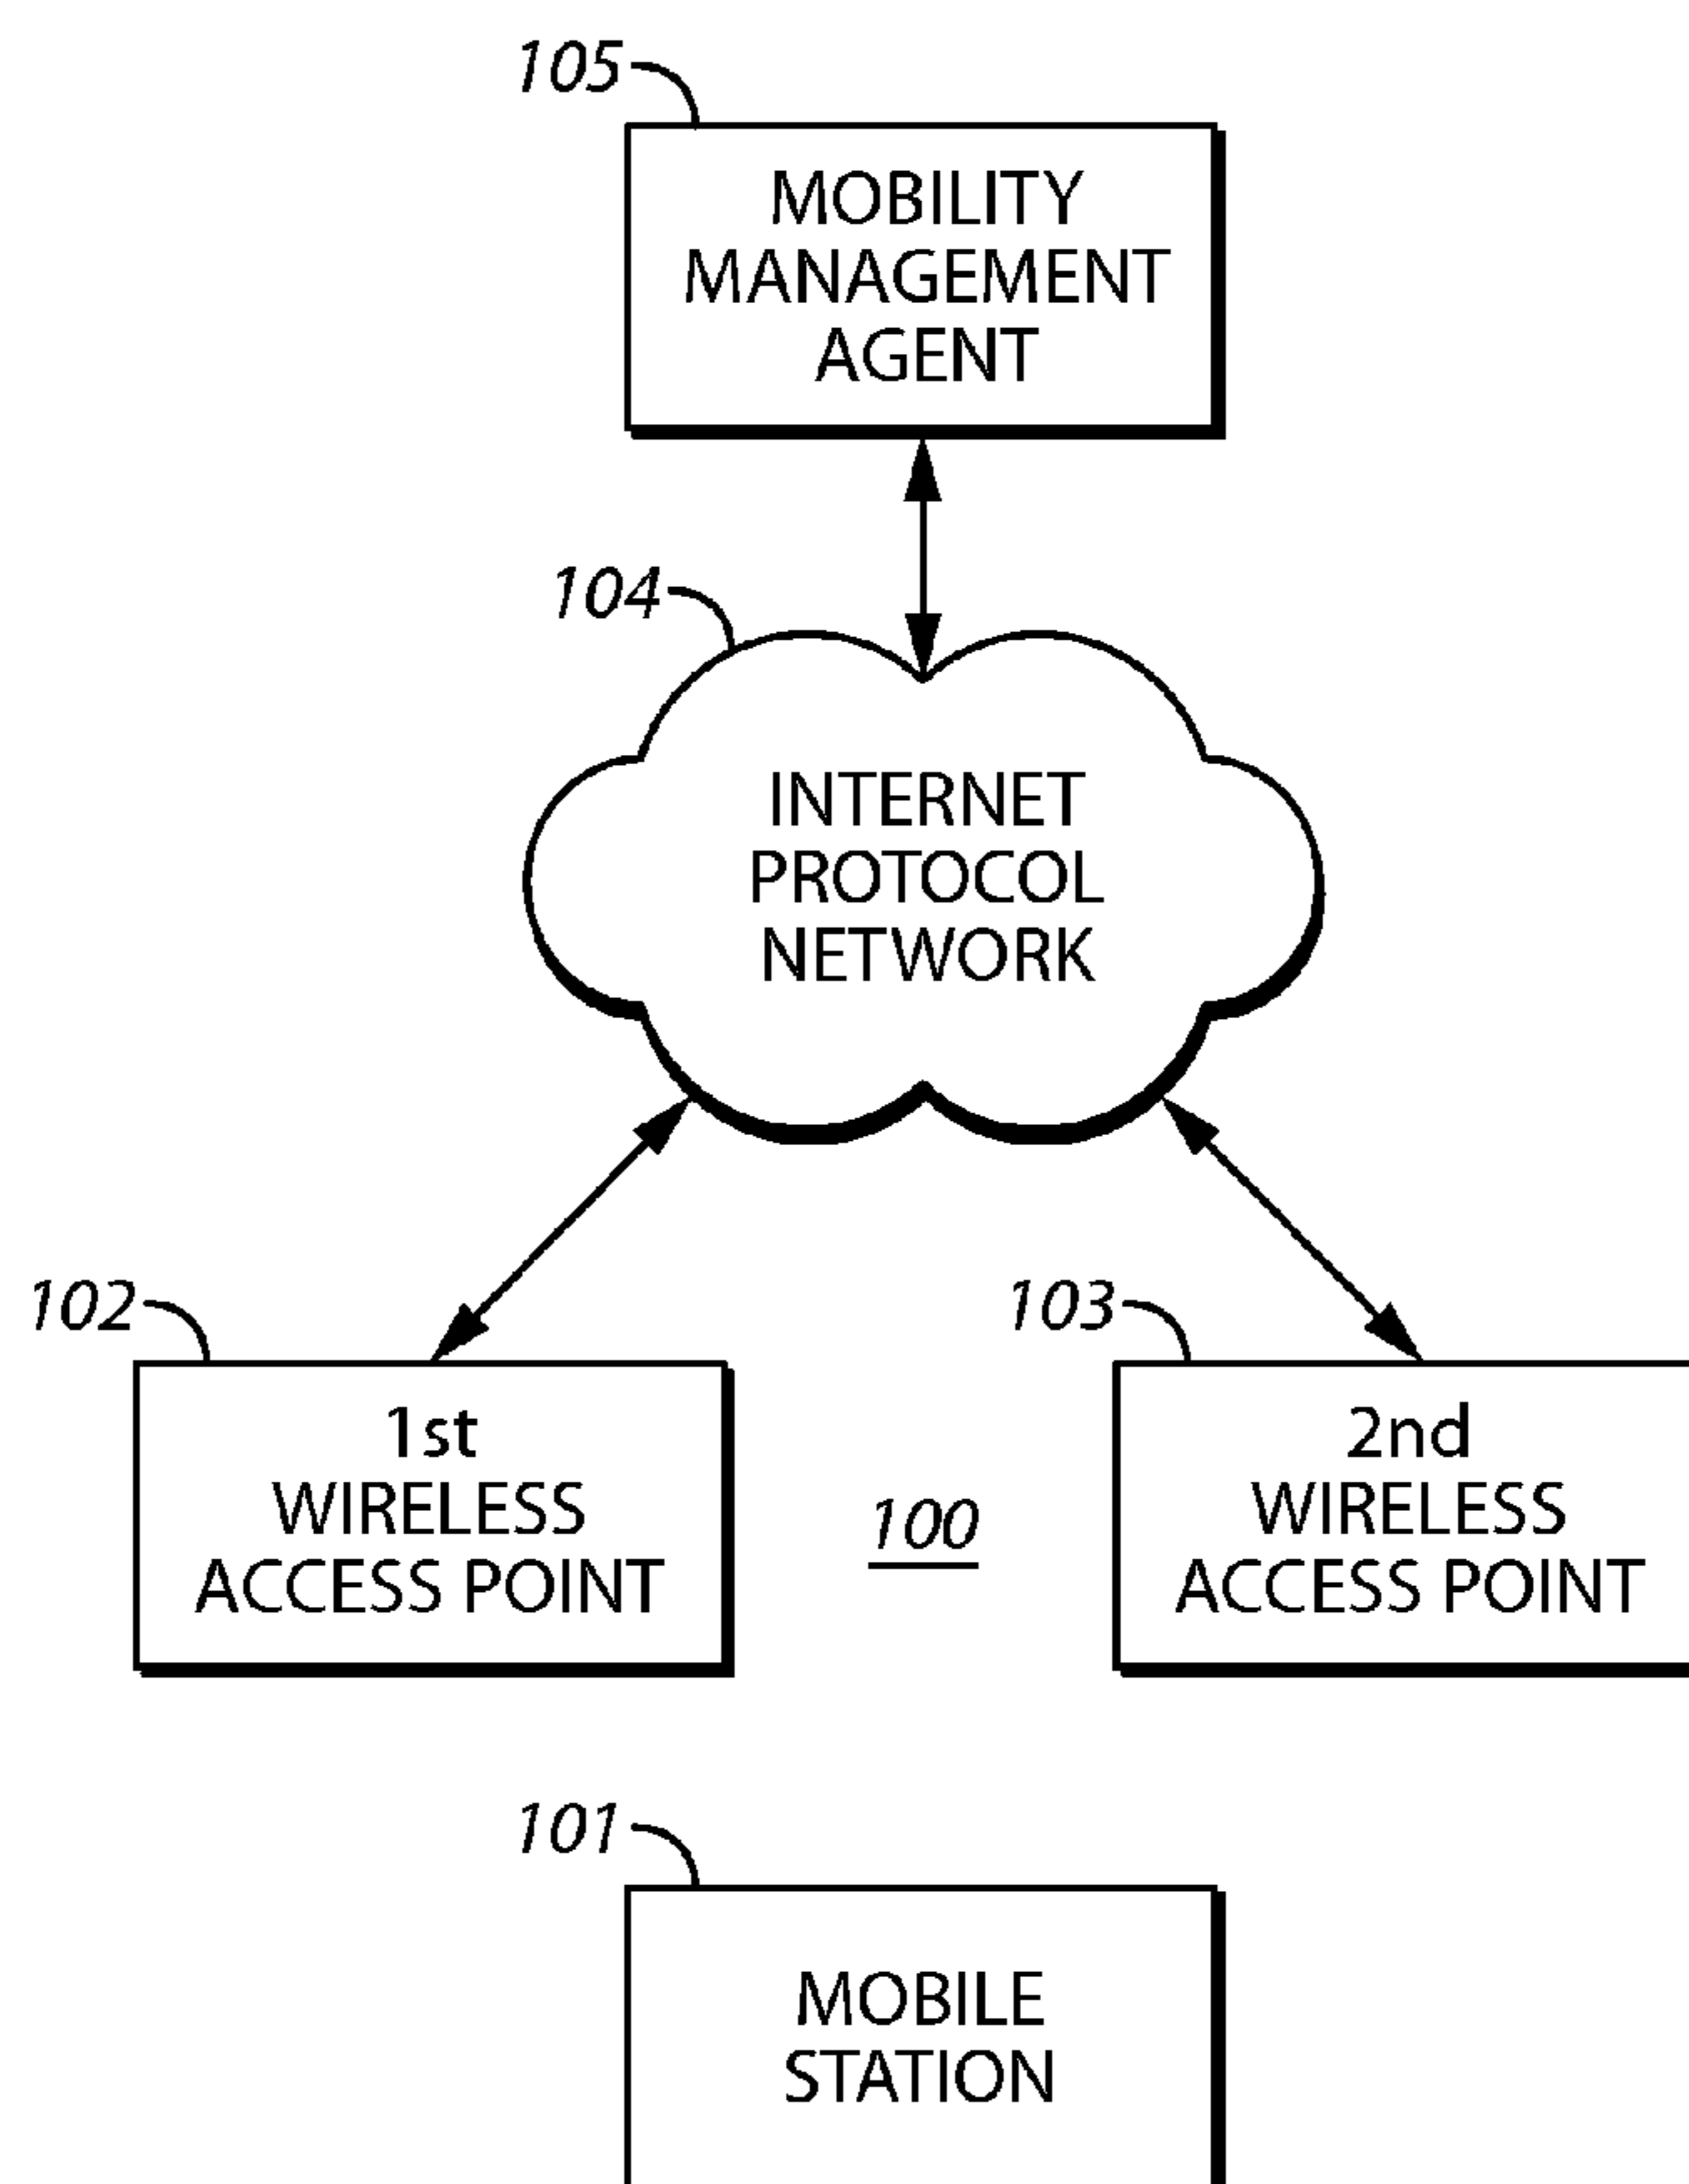 105
MOBILITY
MANAGEMENT
AGENT
104
INTERNET
PROTOCOL
NETWORK
102
103
1st
WIRELESS
ACCESS POINT
100
2nd
WIRELESS
ACCESS POINT
101
MOBILE
STATION